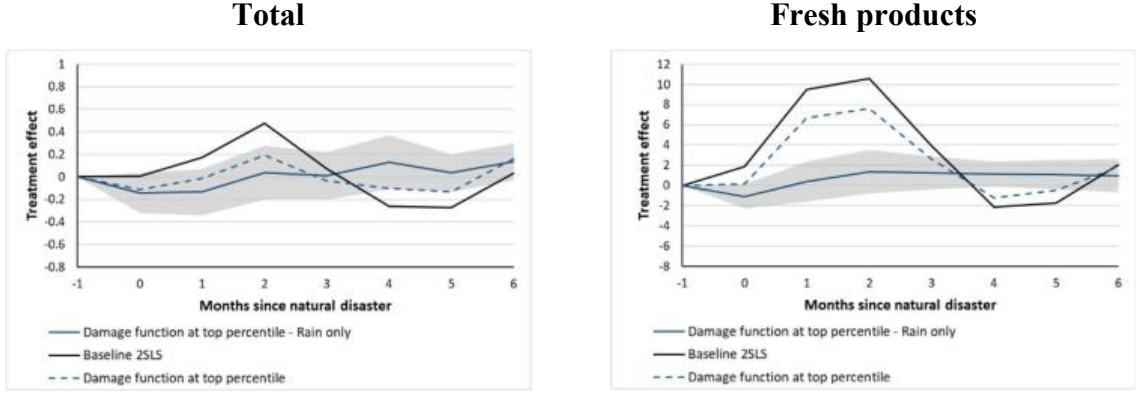 Total
Treatment effect
1
0.8
0.6
0.4
0.2
0
-0.2
-0.4
-0.6
-0.8
-1 0 1 2 3 4 5 6
Months since natural disaster
Damage function at top percentile - Rain only
Baseline 2SLS
Damage function at top percentile
Fresh products
Treatment effect
12
10
8
6
4
2
0
-2
-4
-6
-8
-1 0 1 2 3 4 5 6
Months since natural disaster
Damage function at top percentile - Rain only
Baseline 2SLS
Damage function at top percentile